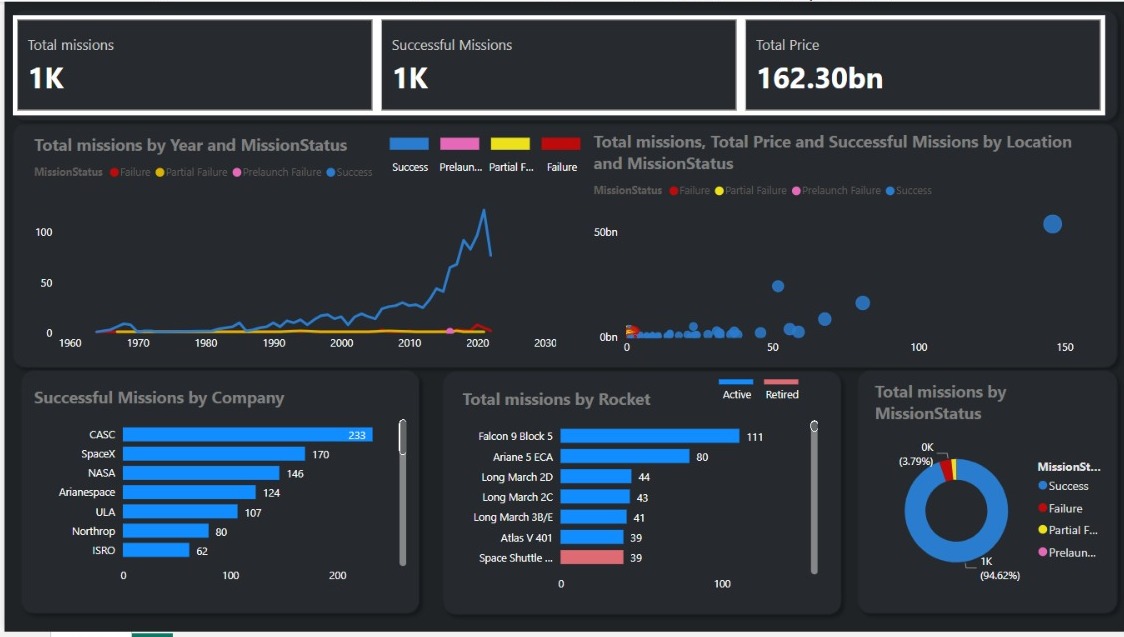 Total missions
1K
Successful Missions
1K
Total Price
162.30bn
Total missions by Year and MissionStatus
Success
Prelaun...
Partial F...
Failure
MissionStatus Failure Partial Failure Prelaunch Failure Success
100
50
0
1960 1970 1980 1990 2000 2010 2020 2030
Total missions, Total Price and Successful Missions by Location
and MissionStatus
MissionStatus Failure Partial Failure Prelaunch Failure Success
50bn
0bn
0 50 100 150
Successful Missions by Company
CASC 233
SpaceX 170
NASA 146
Arianespace 124
ULA 107
Northrop 80
ISRO 62
0 100 200
Total missions by Rocket
Active Retired
Falcon 9 Block 5 111
Ariane 5 ECA 80
Long March 2D 44
Long March 2C 43
Long March 3B/E 41
Atlas V 401 39
Space Shuttle ... 39
0 100
Total missions by
MissionStatus
0K
(3.79%)
1K
(94.62%)
MissionSt...
Success
Failure
Partial F...
Prelaun...